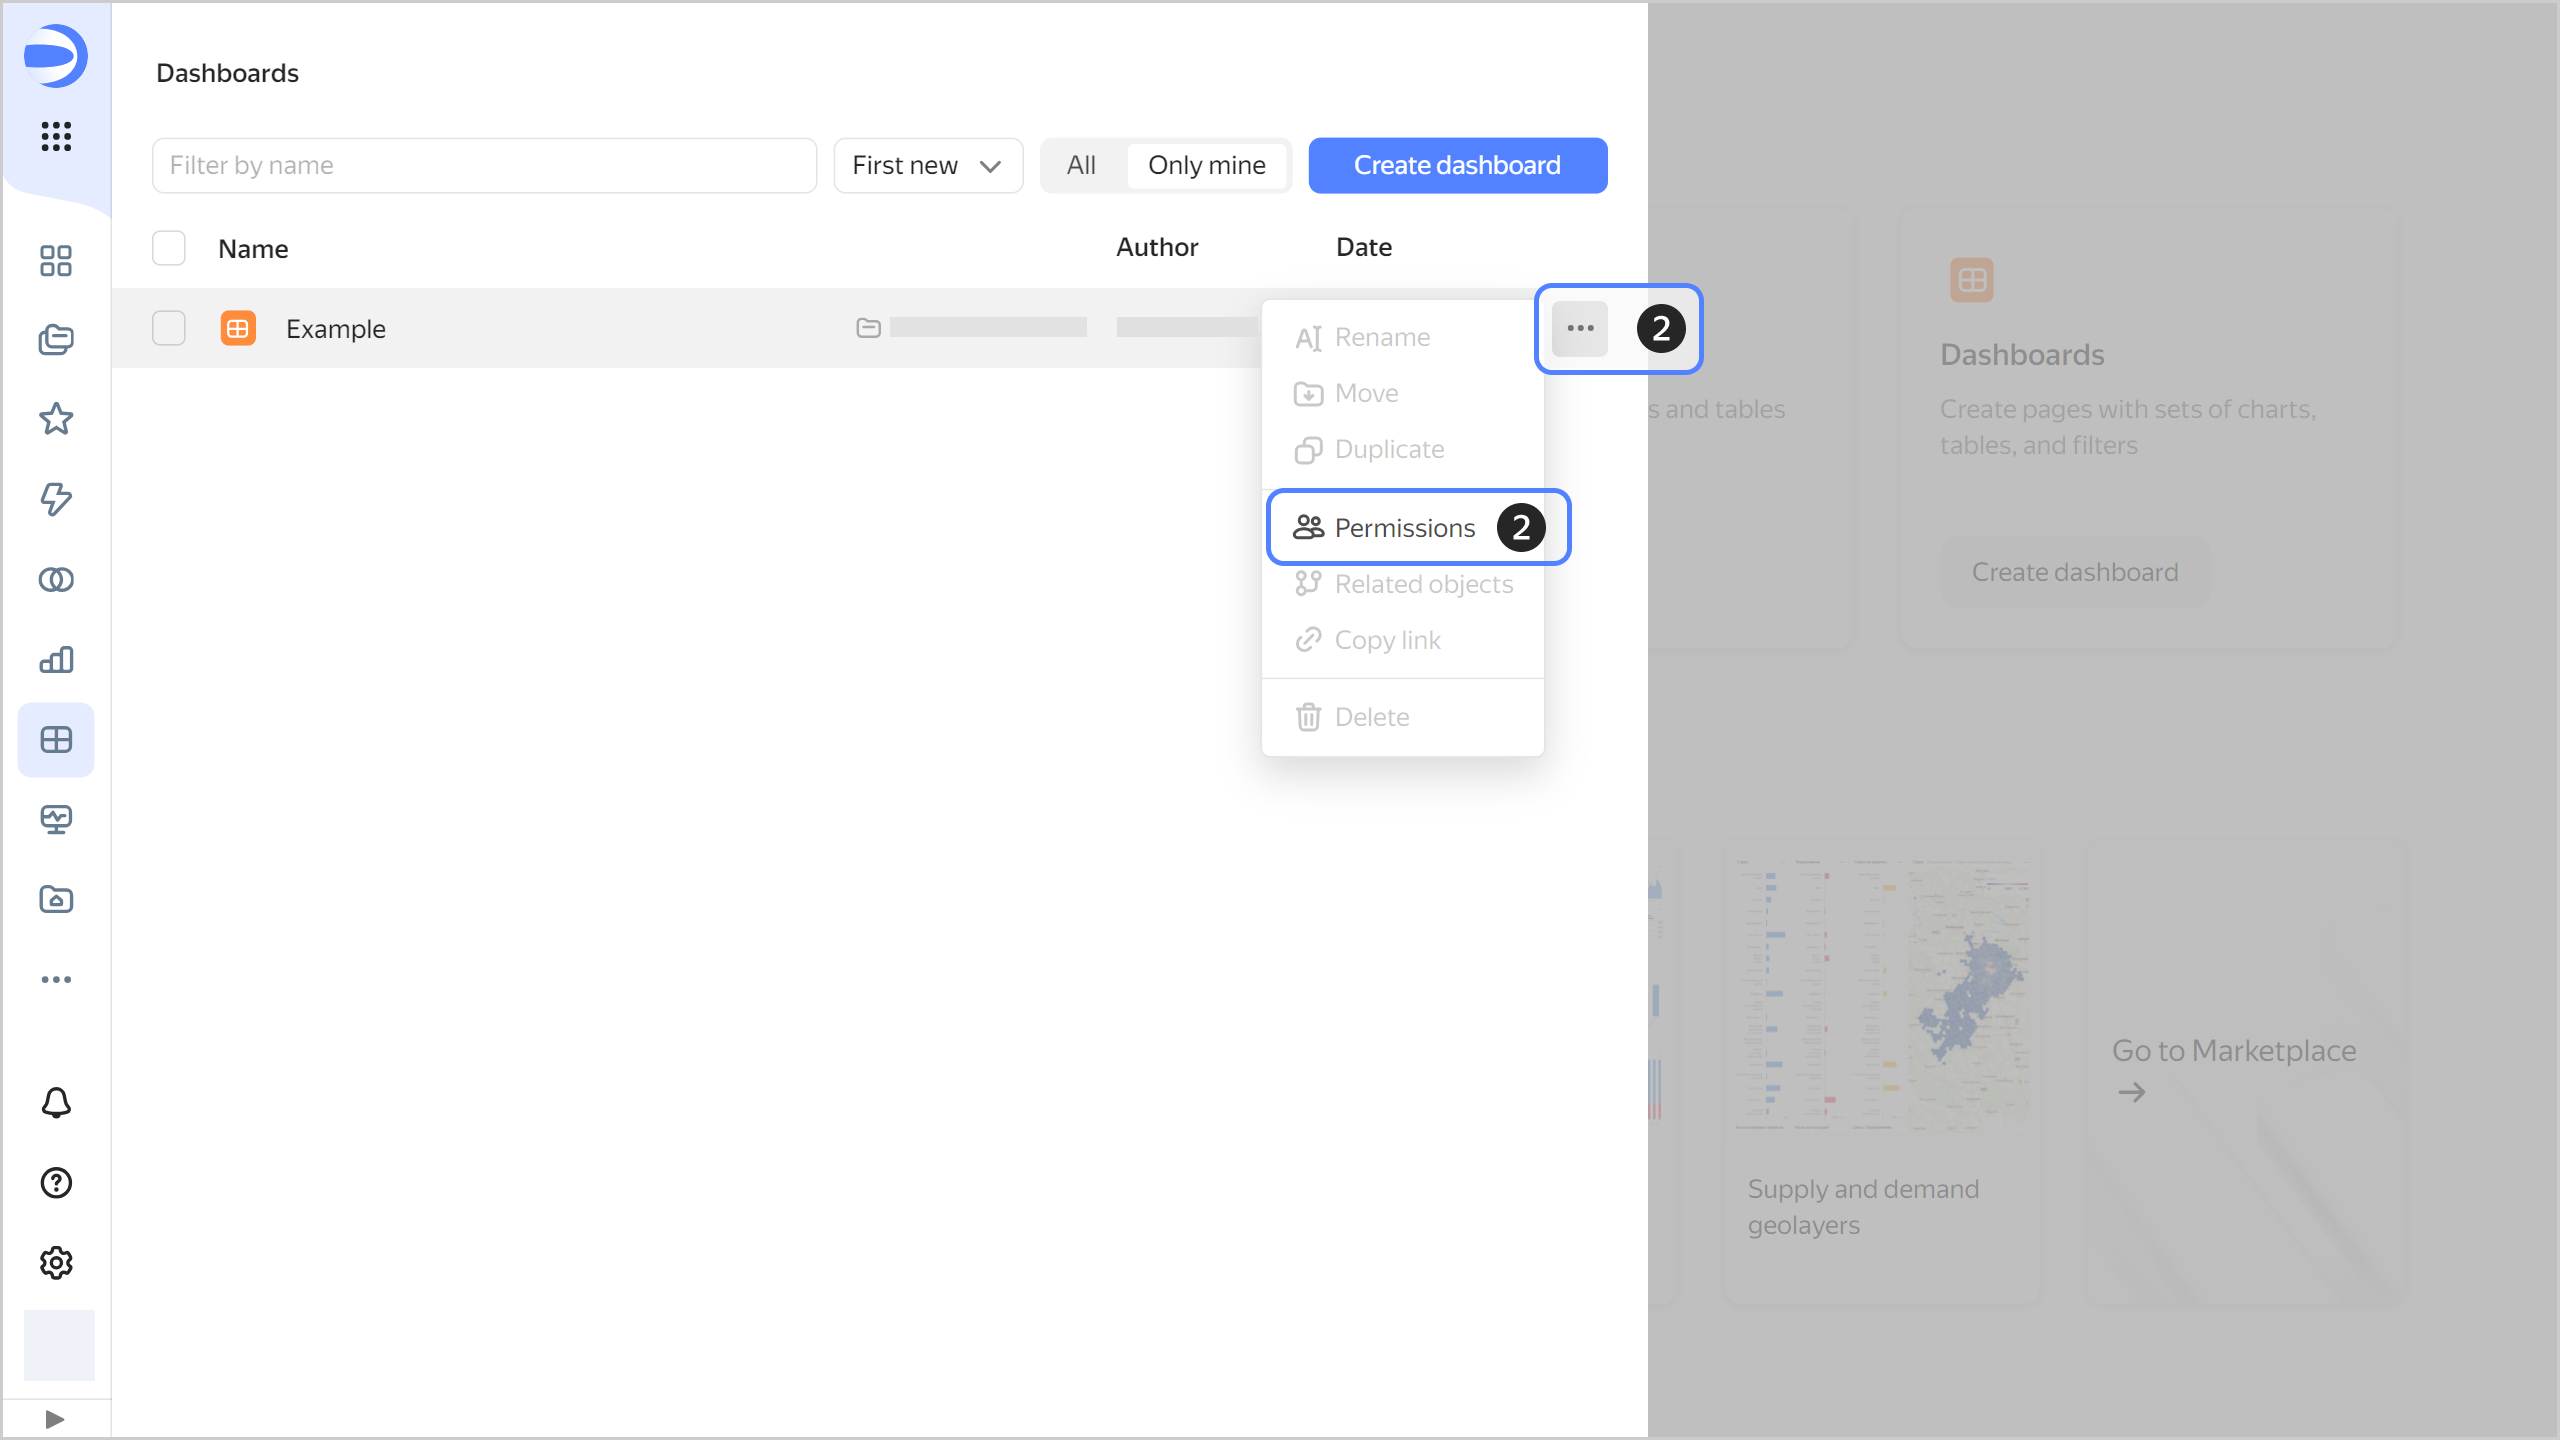 Dashboards
Filter by name
First new
All
Only mine
Create dashboard
Name
Author
Date
Example
2
Rename
Move
Duplicate
Permissions 2
Related objects
Copy link
Delete
s and tables
Dashboards
Create pages with sets of charts,
tables, and filters
Create dashboard
Supply and demand
geolayers
Go to Marketplace